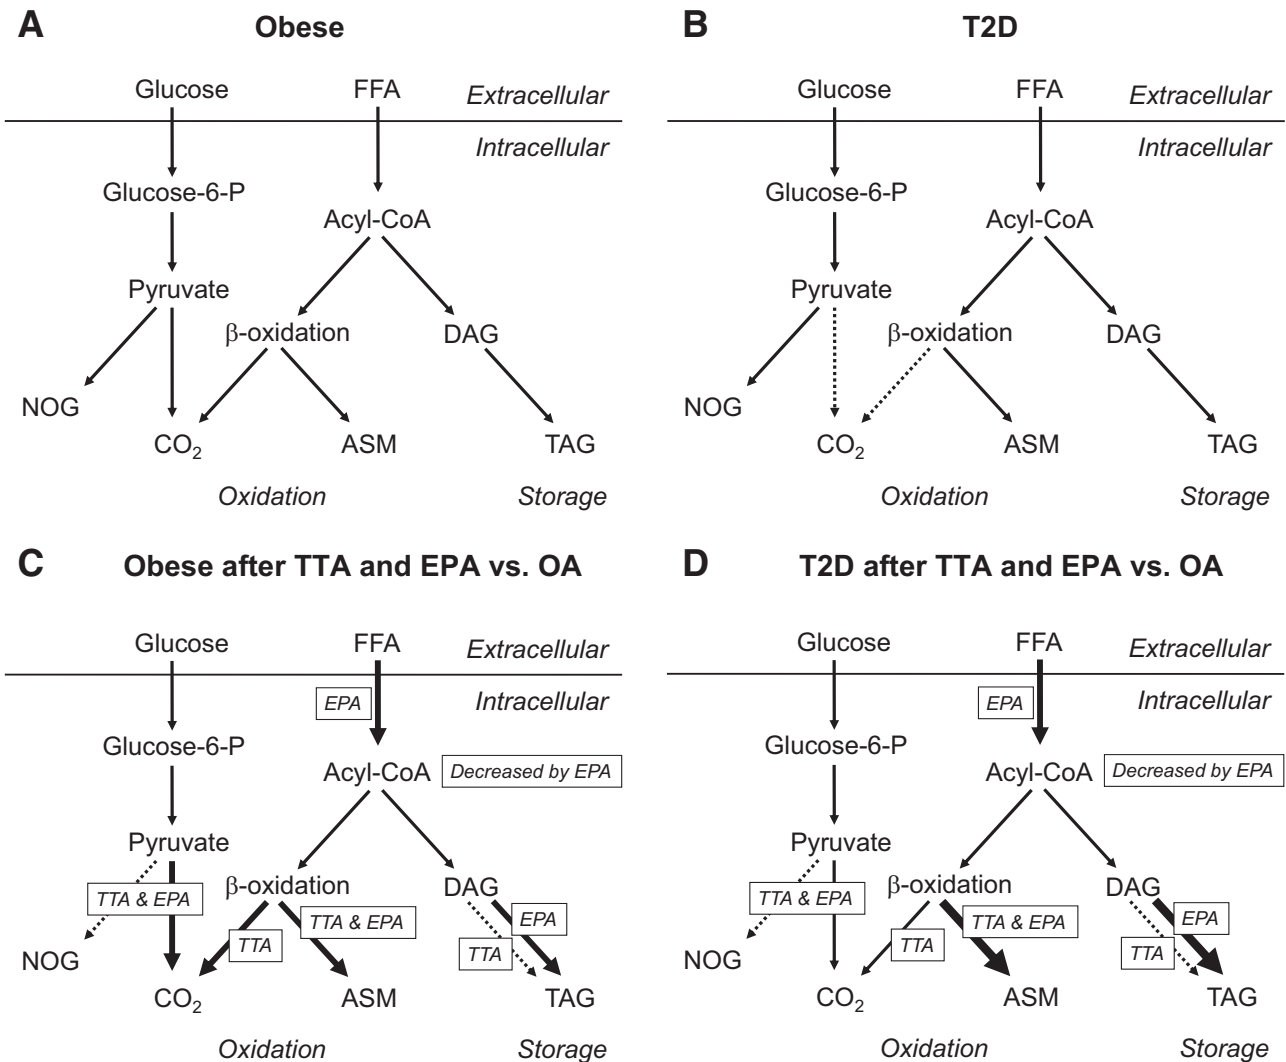 A Obese
Glucose FFA Extracellular
Intracellular
Glucose-6-P
Acyl-CoA
Pyruvate
β-oxidation DAG
NOG
CO₂ ASM TAG
Oxidation Storage
B T2D
Glucose FFA Extracellular
Intracellular
Glucose-6-P
Acyl-CoA
Pyruvate
β-oxidation DAG
NOG
CO₂ ASM TAG
Oxidation Storage
C Obese after TTA and EPA vs. OA
Glucose FFA Extracellular
EPA Intracellular
Glucose-6-P
Acyl-CoA Decreased by EPA
Pyruvate
β-oxidation DAG
TTA & EPA
TTA & EPA EPA
TTA TTA
NOG
CO₂ ASM TAG
Oxidation Storage
D T2D after TTA and EPA vs. OA
Glucose FFA Extracellular
EPA Intracellular
Glucose-6-P
Acyl-CoA Decreased by EPA
Pyruvate
β-oxidation DAG
TTA & EPA
TTA & EPA EPA
TTA TTA
NOG
CO₂ ASM TAG
Oxidation Storage